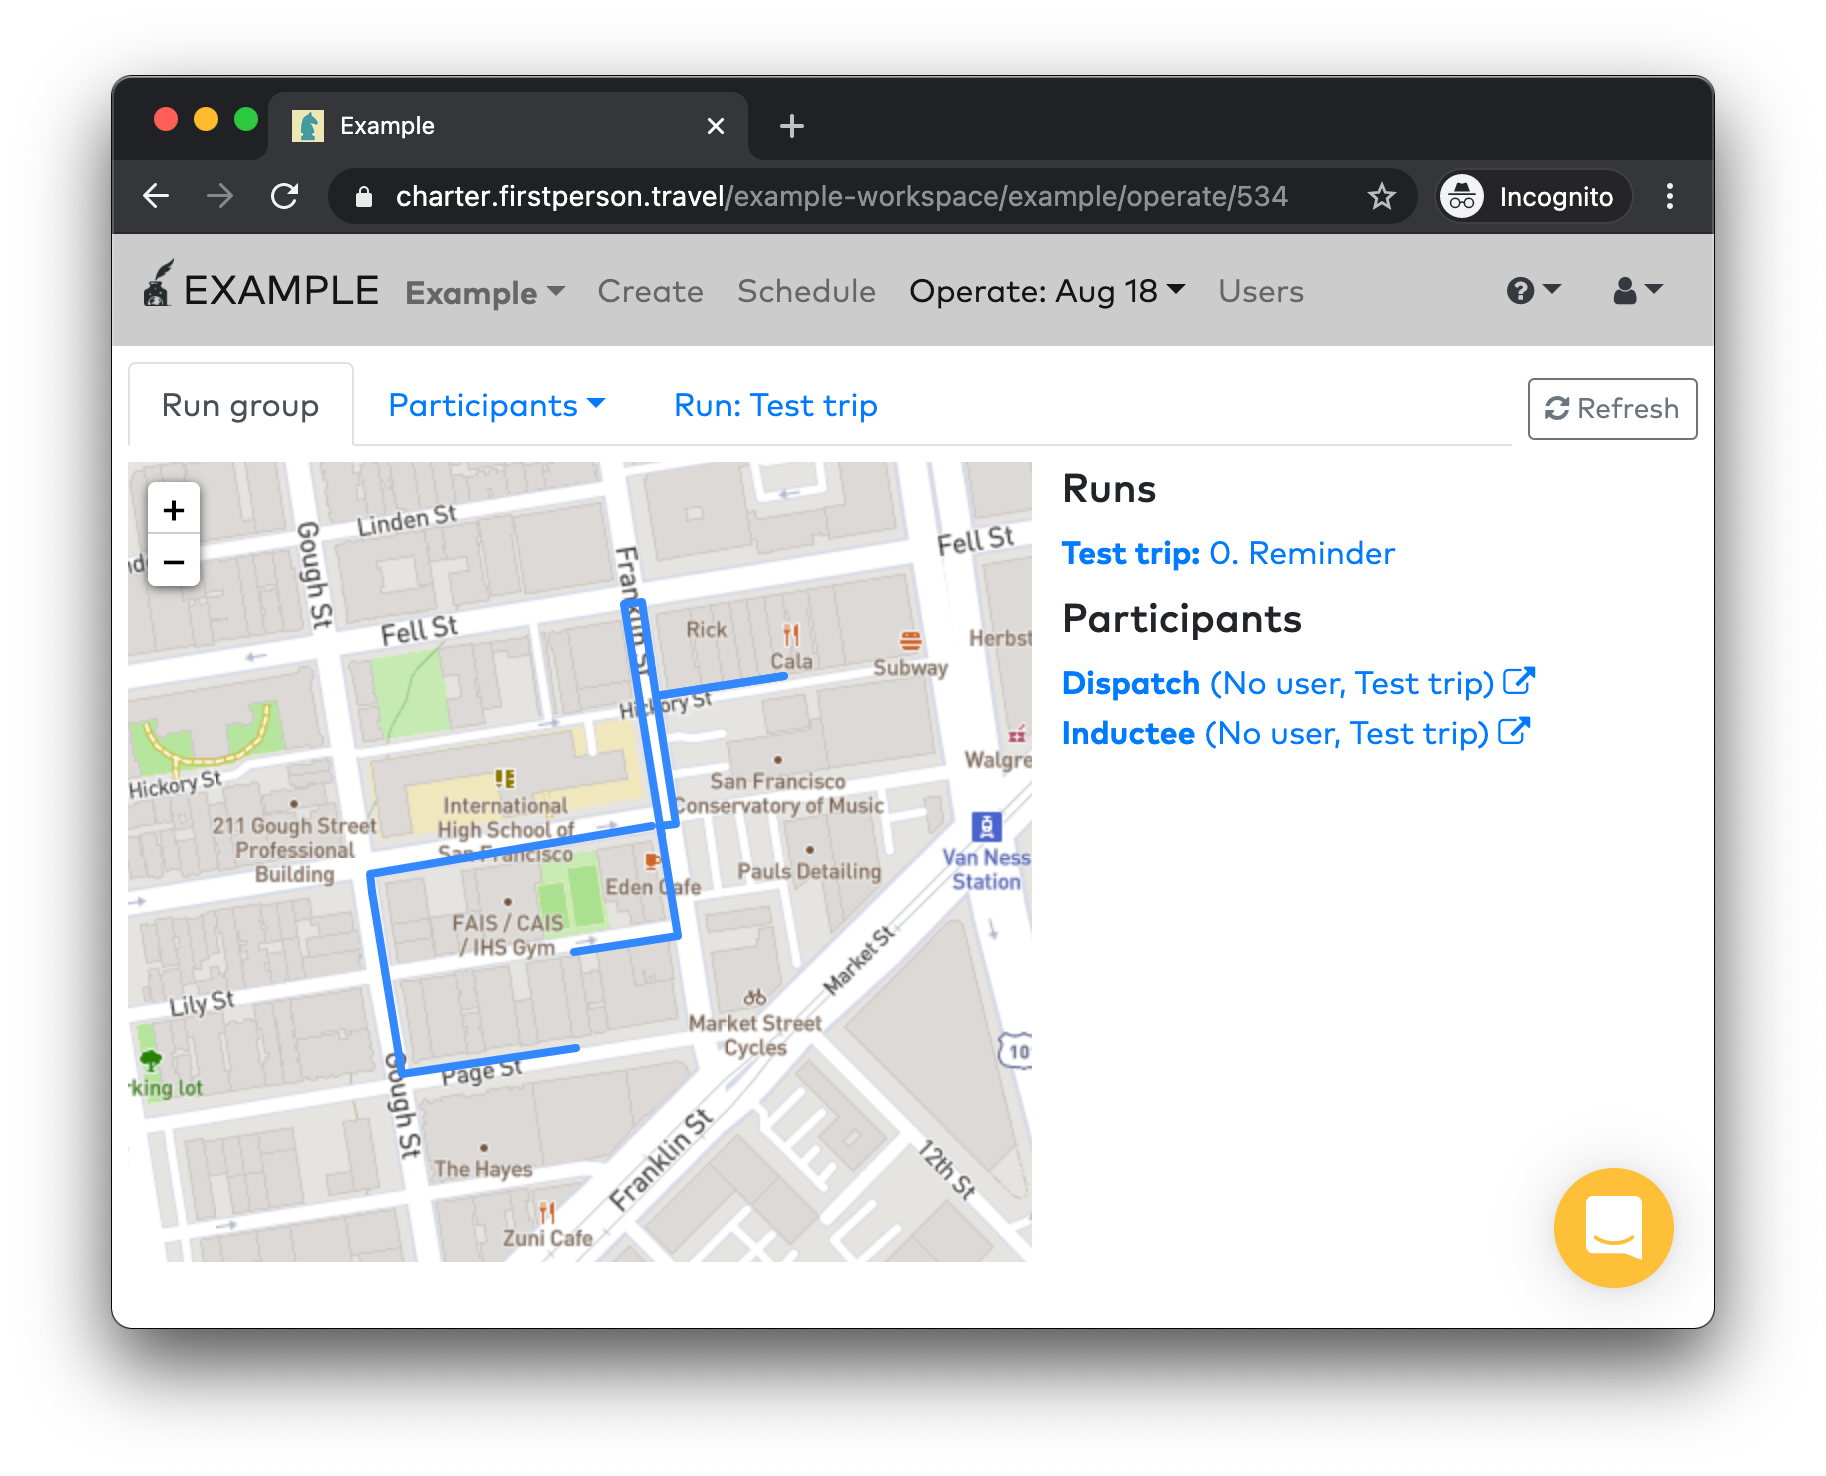 Example
charter.firstperson.travel/example-workspace/example/operate/534
Incognito
EXAMPLE
Example
Create
Schedule
Operate: Aug 18
Users
Run group
Participants
Run: Test trip
Refresh
+
−
Linden St
Gough St
Franklin St
Fell St
Fell St
Rick
Cala
Subway
Herbst
Hickory St
Walgre
Hickory St
San Francisco
Conservatory of Music
International
High School of
San Francisco
211 Gough Street
Professional
Building
Eden Cafe
Pauls Detailing
Van Ness
Station
FAIS / CAIS
/ IHS Gym
Market St
Lily St
Market Street
Cycles
10
Page St
rking lot
Gough St
The Hayes
Franklin St
12th St
Zuni Cafe
Runs
Test trip: 0. Reminder
Participants
Dispatch (No user, Test trip)
Inductee (No user, Test trip)